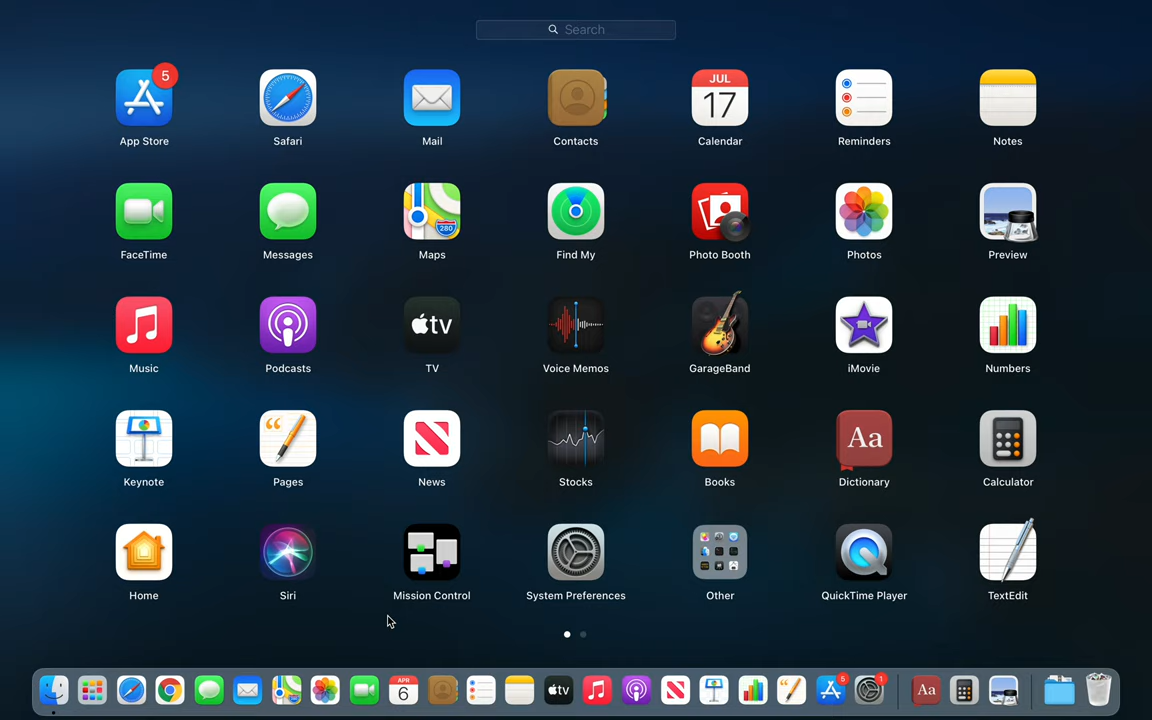 Search
5
App Store
Safari
Mail
Contacts
JUL
17
Calendar
Reminders
Notes
FaceTime
Messages
280
Maps
Find My
Photo Booth
Photos
Preview
Music
Podcasts
tv
TV
Voice Memos
GarageBand
iMovie
Numbers
Keynote
Pages
News
Stocks
Books
Aa
Dictionary
Calculator
Home
Siri
Mission Control
System Preferences
Other
QuickTime Player
TextEdit
APR
6
tv
5
1
Aa